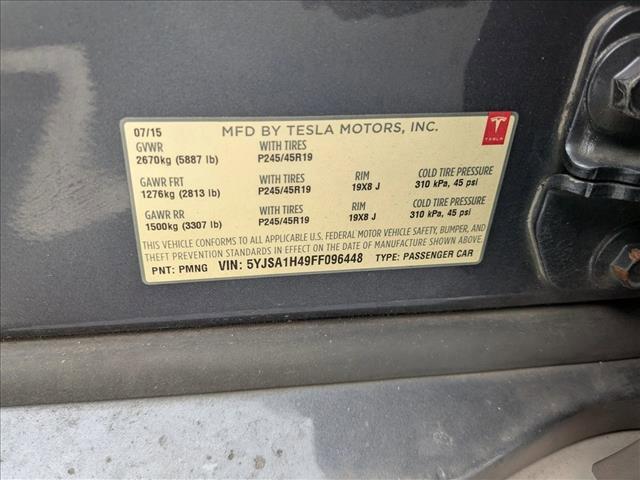 07/15 MFD BY TESLA MOTORS, INC.
TESLA
GVWR WITH TIRES
2670kg (5887 lb) P245/45R19
GAWR FRT WITH TIRES RIM COLD TIRE PRESSURE
1276kg (2813 lb) P245/45R19 19X8 J 310 kPa, 45 psi
GAWR RR WITH TIRES RIM COLD TIRE PRESSURE
1500kg (3307 lb) P245/45R19 19X8 J 310 kPa, 45 psi
THIS VEHICLE CONFORMS TO ALL APPLICABLE U.S. FEDERAL MOTOR VEHICLE SAFETY, BUMPER, AND
THEFT PREVENTION STANDARDS IN EFFECT ON THE DATE OF MANUFACTURE SHOWN ABOVE.
PNT: PMNG VIN: 5YJSA1H49FF096448 TYPE: PASSENGER CAR